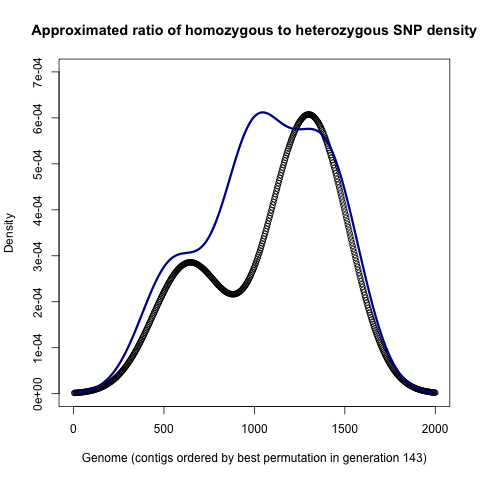 Approximated ratio of homozygous to heterozygous SNP density
Density
7e-04
6e-04
5e-04
4e-04
3e-04
2e-04
1e-04
0e+00
0 500 1000 1500 2000
Genome (contigs ordered by best permutation in generation 143)